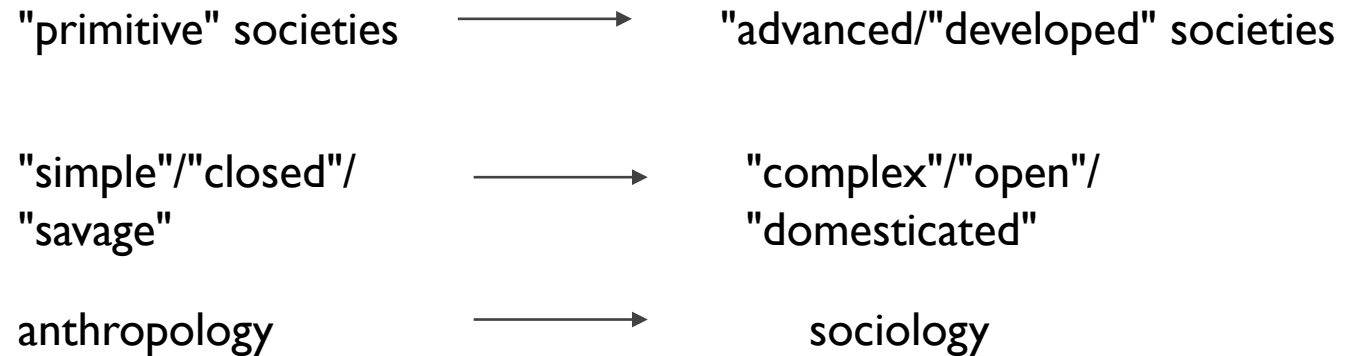 "primitive" societies "advanced/"developed" societies
"simple"/"closed"/ "complex"/"open"/
"savage" "domesticated"
anthropology sociology